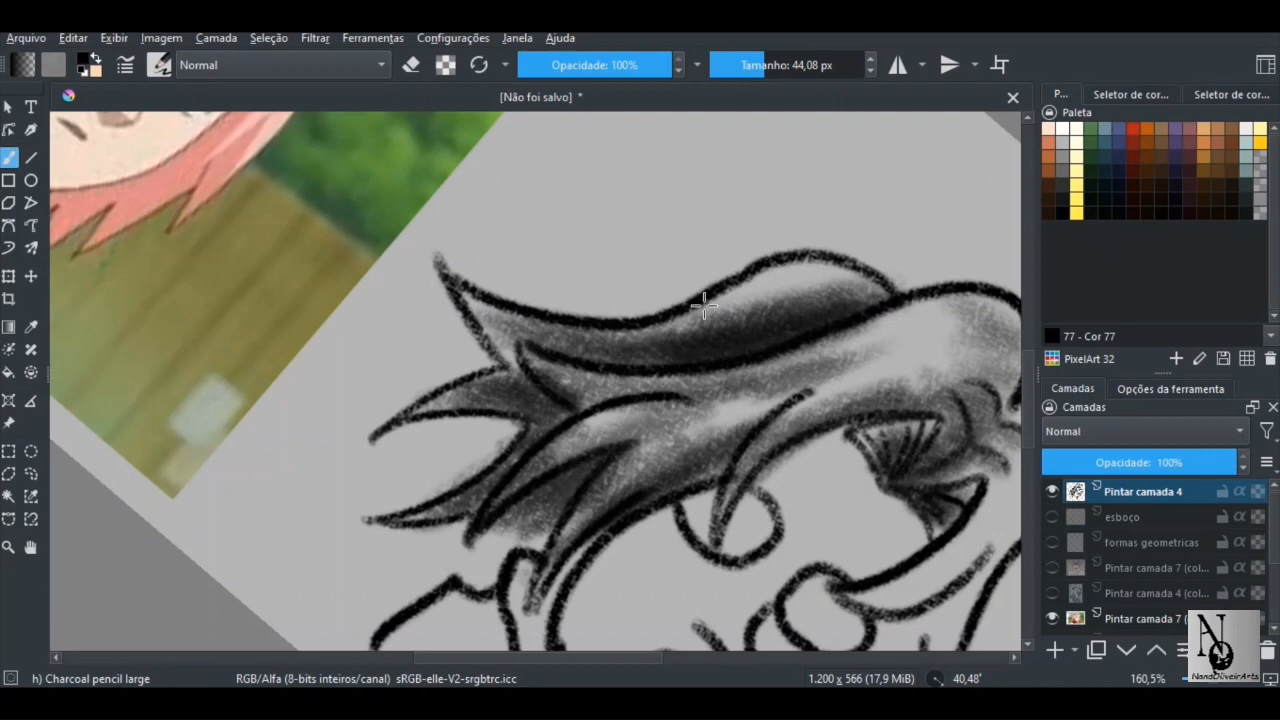 Arquivo Editar Exibir Imagem Camada Seleção Filtrar Ferramentas Configurações Janela Ajuda
Normal Opacidade: 100% Tamanho: 44,08 px
[Não foi salvo] *
P... Seletor de cor... Seletor de cor...
Paleta
77 - Cor 77
PixelArt 32
Camadas Opções da ferramenta
Camadas
Normal
Opacidade: 100%
Pintar camada 4
esboço
formas geometricas
Pintar camada 7 (col...
Pintar camada 4 (col...
Pintar camada 7 (
NanaOliveirArts
h) Charcoal pencil large RGB/Alfa (8-bits inteiros/canal) sRGB-elle-V2-srgbtrc.icc 1.200 x 566 (17,9 MiB) 40,48° 160,5%